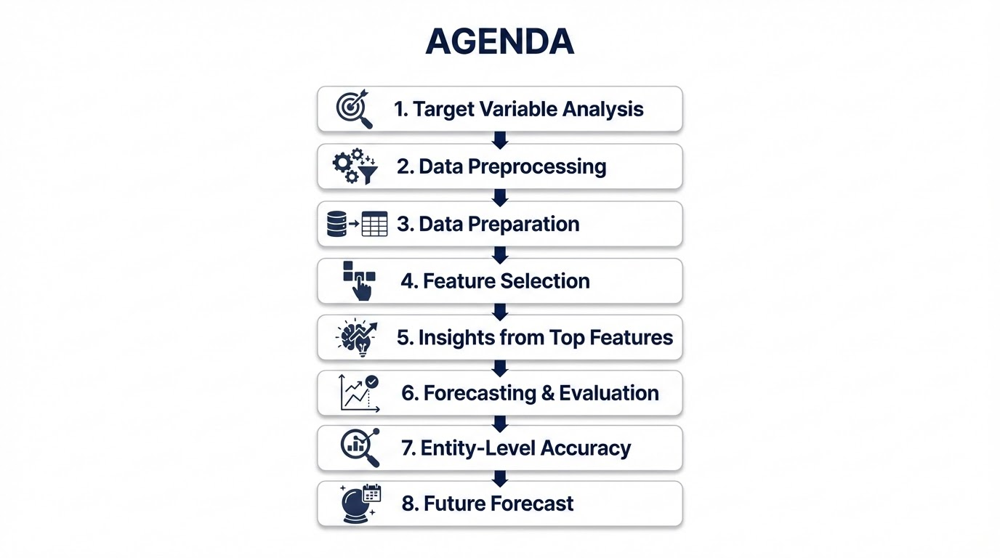 AGENDA
1. Target Variable Analysis
2. Data Preprocessing
3. Data Preparation
4. Feature Selection
5. Insights from Top Features
6. Forecasting & Evaluation
7. Entity-Level Accuracy
8. Future Forecast